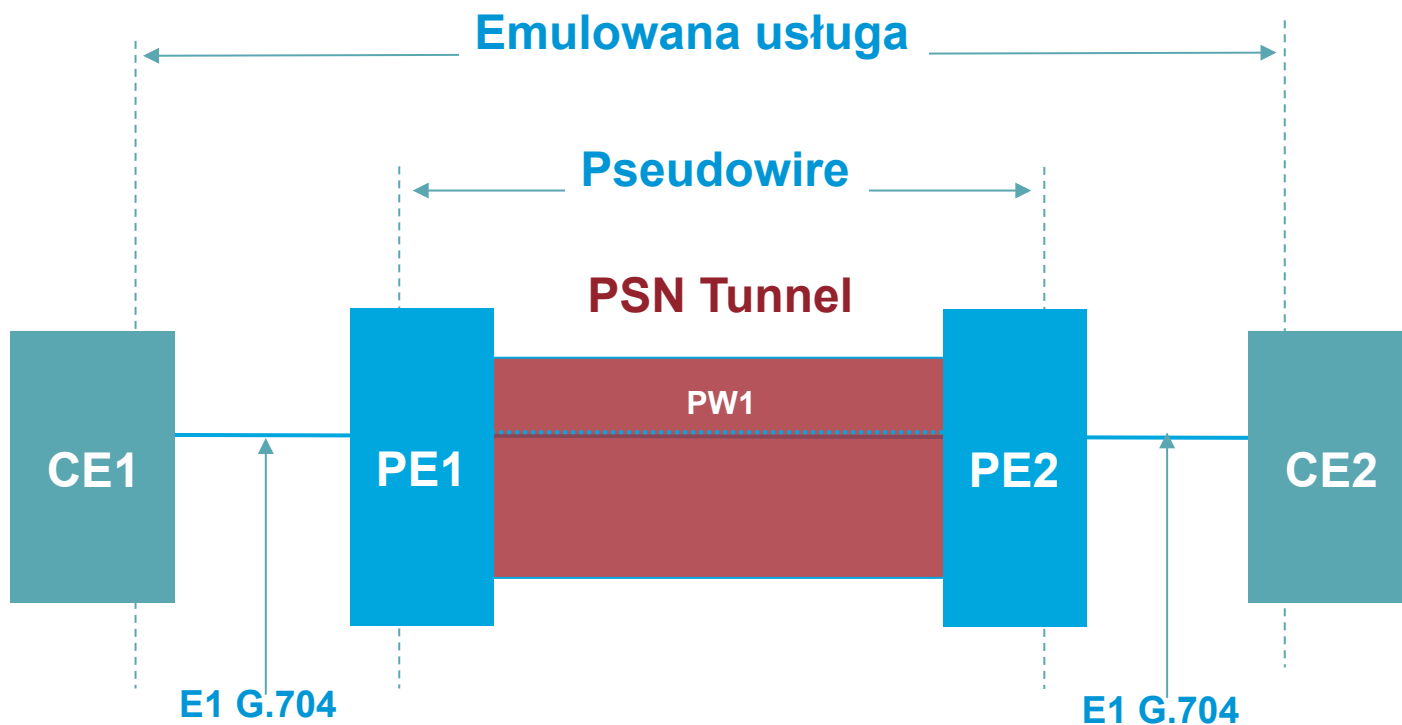 Emulowana usługa
Pseudowire
PSN Tunnel
PW1
CE1
PE1
PE2
CE2
E1 G.704
E1 G.704